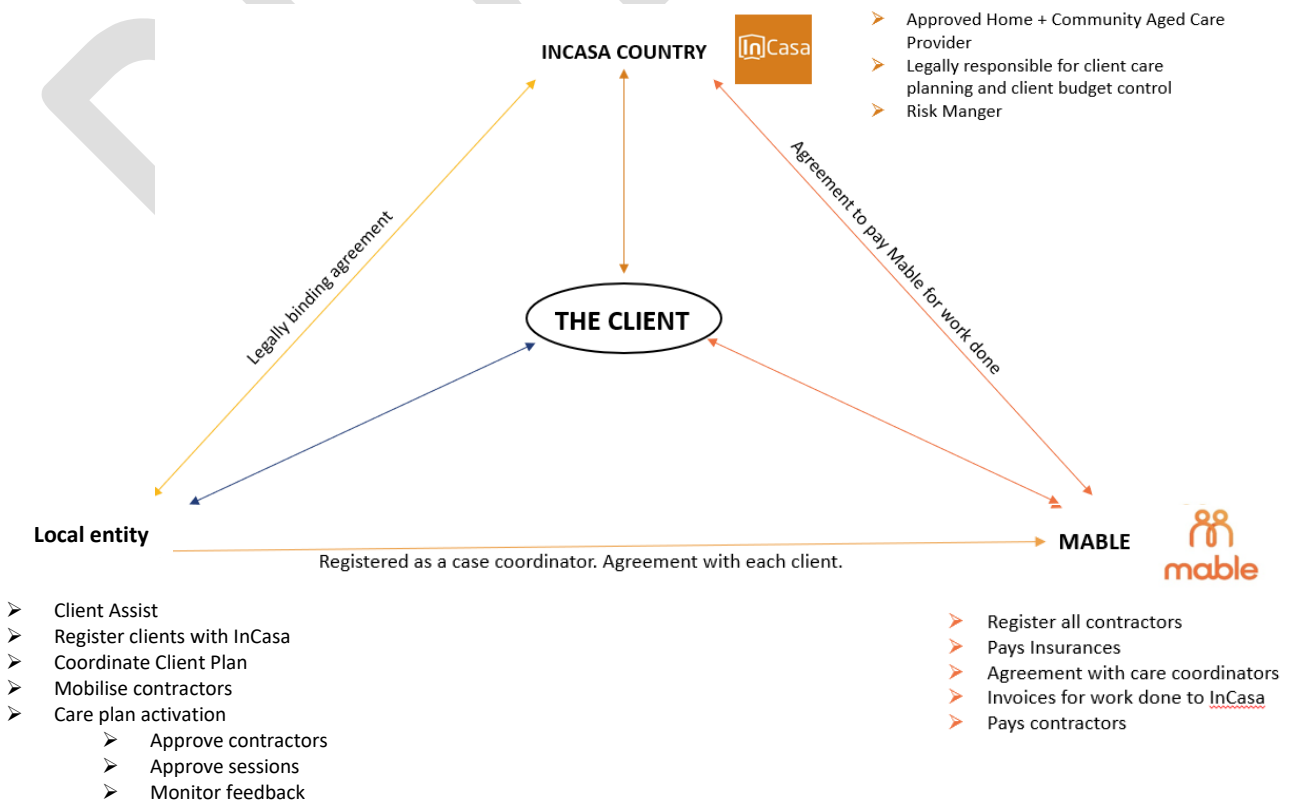 INCASA COUNTRY
[In]Casa
Approved Home + Community Aged Care
Provider
Legally responsible for client care
planning and client budget control
Risk Manger
Legally binding agreement
Agreement to pay Mable for work done
THE CLIENT
Local entity
Registered as a case coordinator. Agreement with each client.
MABLE
mable
Client Assist
Register clients with InCasa
Coordinate Client Plan
Mobilise contractors
Care plan activation
Approve contractors
Approve sessions
Monitor feedback
Register all contractors
Pays Insurances
Agreement with care coordinators
Invoices for work done to InCasa
Pays contractors